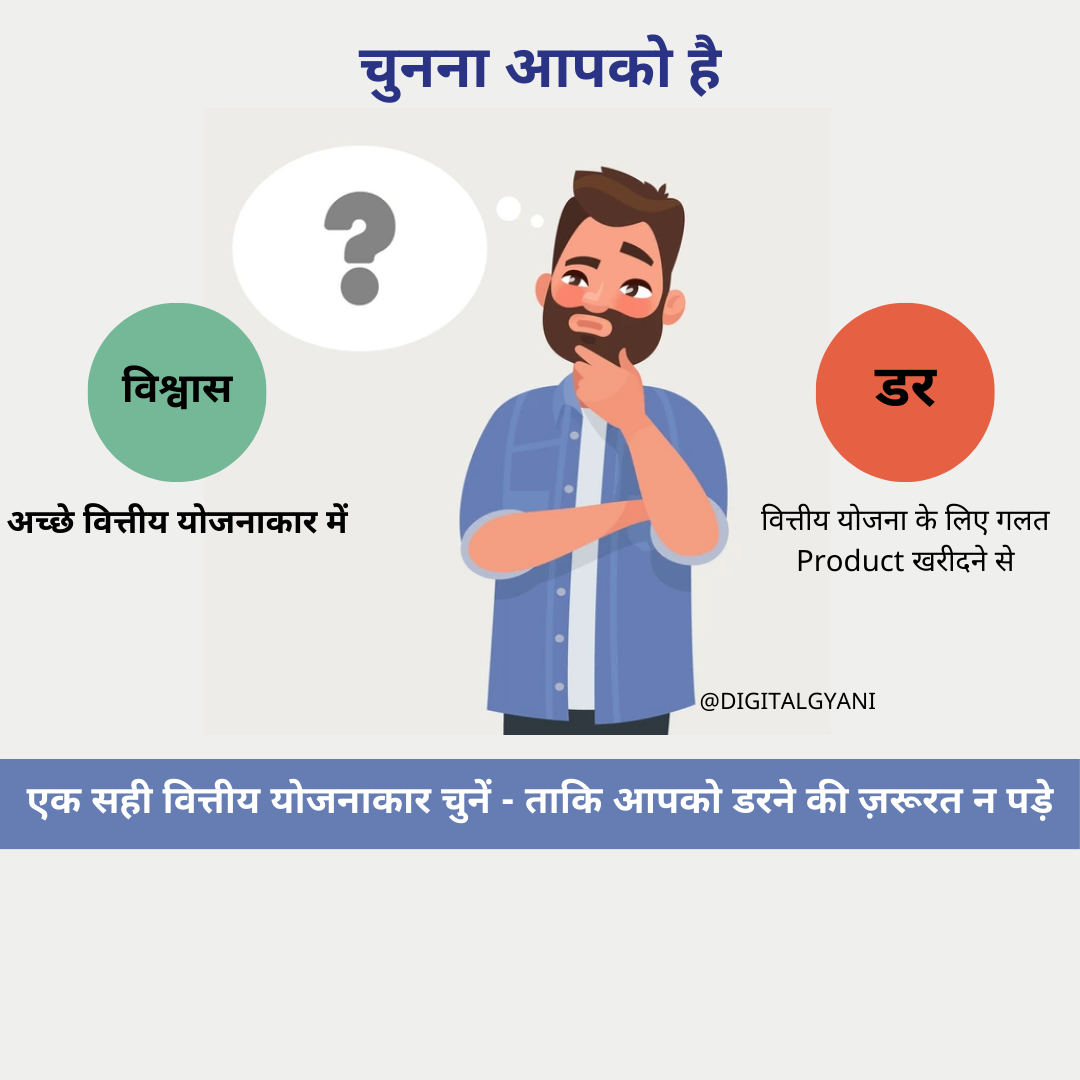 चुनना आपको है
?
विश्वास
डर
अच्छे वित्तीय योजनाकार में
वित्तीय योजना के लिए गलत
Product खरीदने से
@DIGITALGYANI
एक सही वित्तीय योजनाकार चुनें - ताकि आपको डरने की ज़रूरत न पड़े